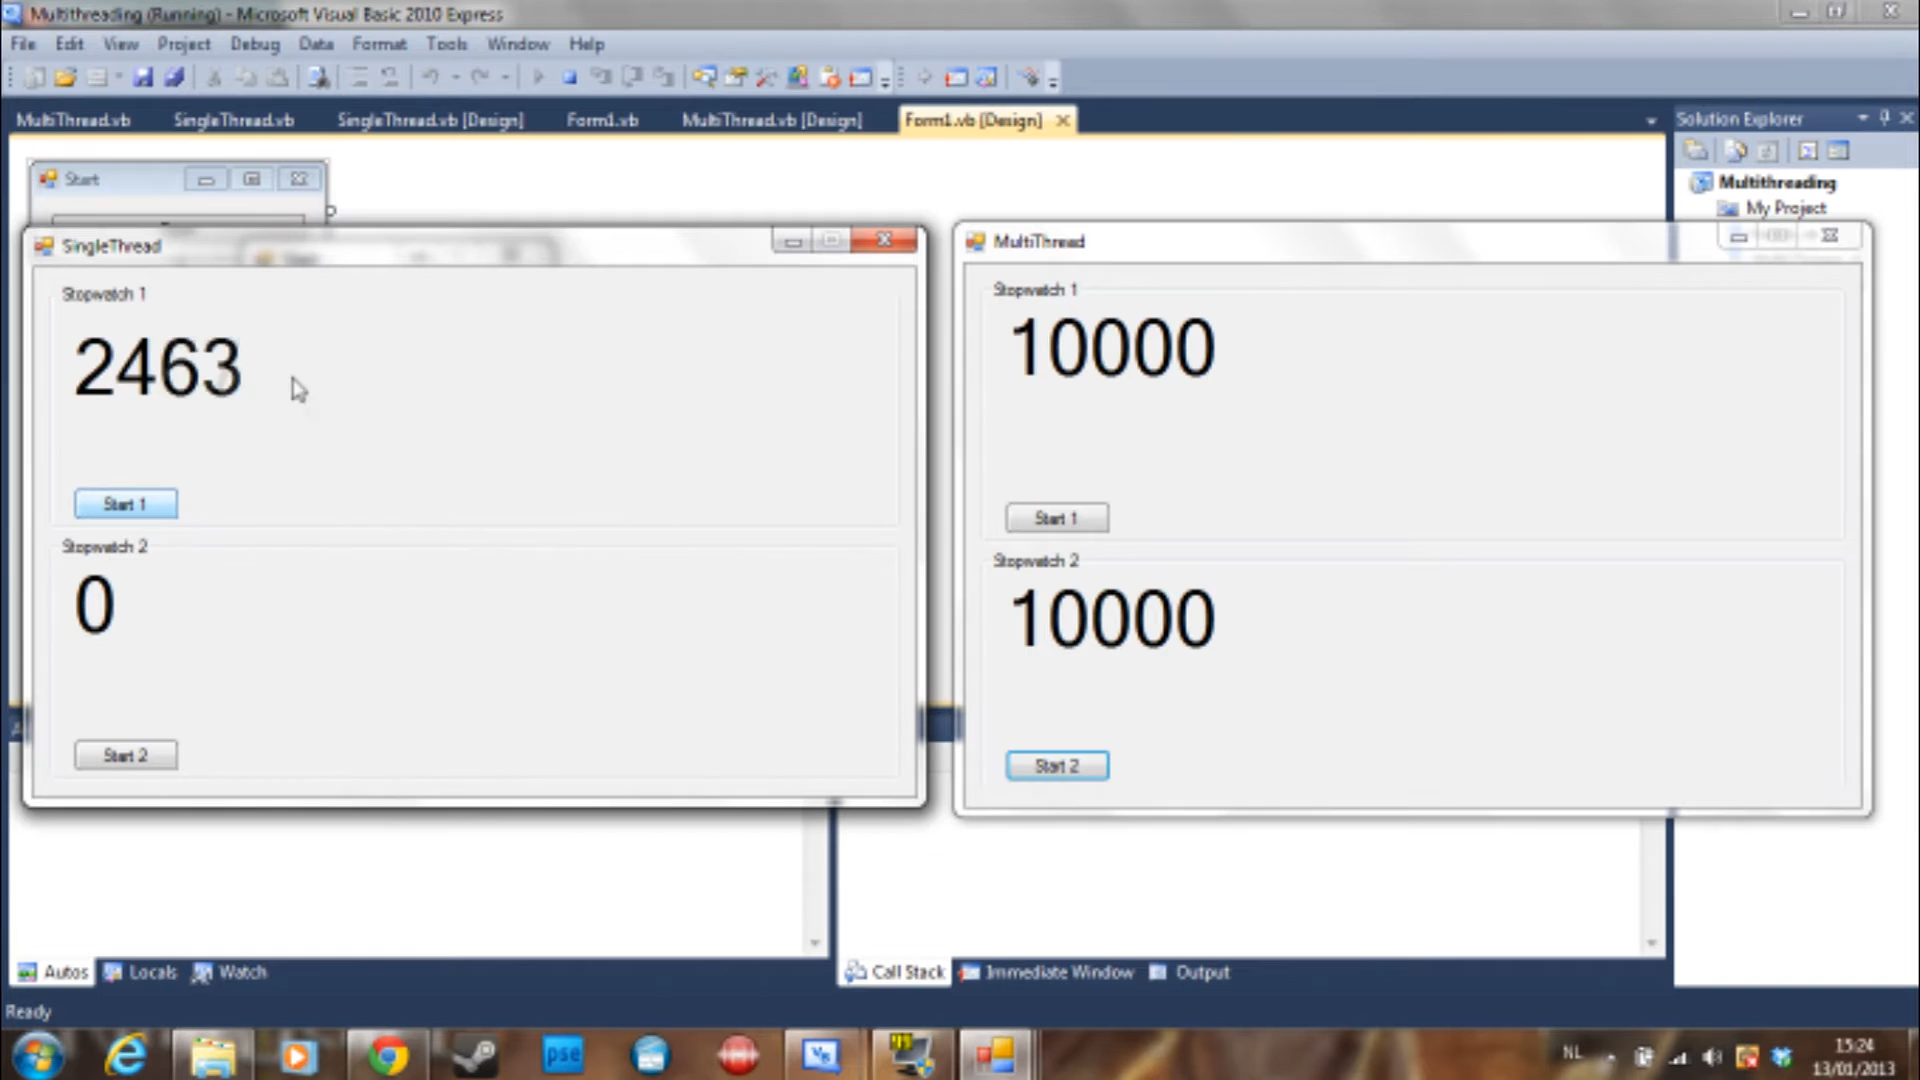 Multithreading (Running) - Microsoft Visual Basic 2010 Express
File Edit View Project Debug Data Format Tools Window Help
MultiThread.vb SingleThread.vb SingleThread.vb [Design] Form1.vb MultiThread.vb [Design] Form1.vb [Design] Solution Explorer
Start
Multithreading
My Project
SingleThread
Stopwatch 1
2463
Start 1
Stopwatch 2
0
Start 2
MultiThread
Stopwatch 1
10000
Start 1
Stopwatch 2
10000
Start 2
Autos Locals Watch
Call Stack Immediate Window Output
Ready
pse
NL
15:24
13/01/2013